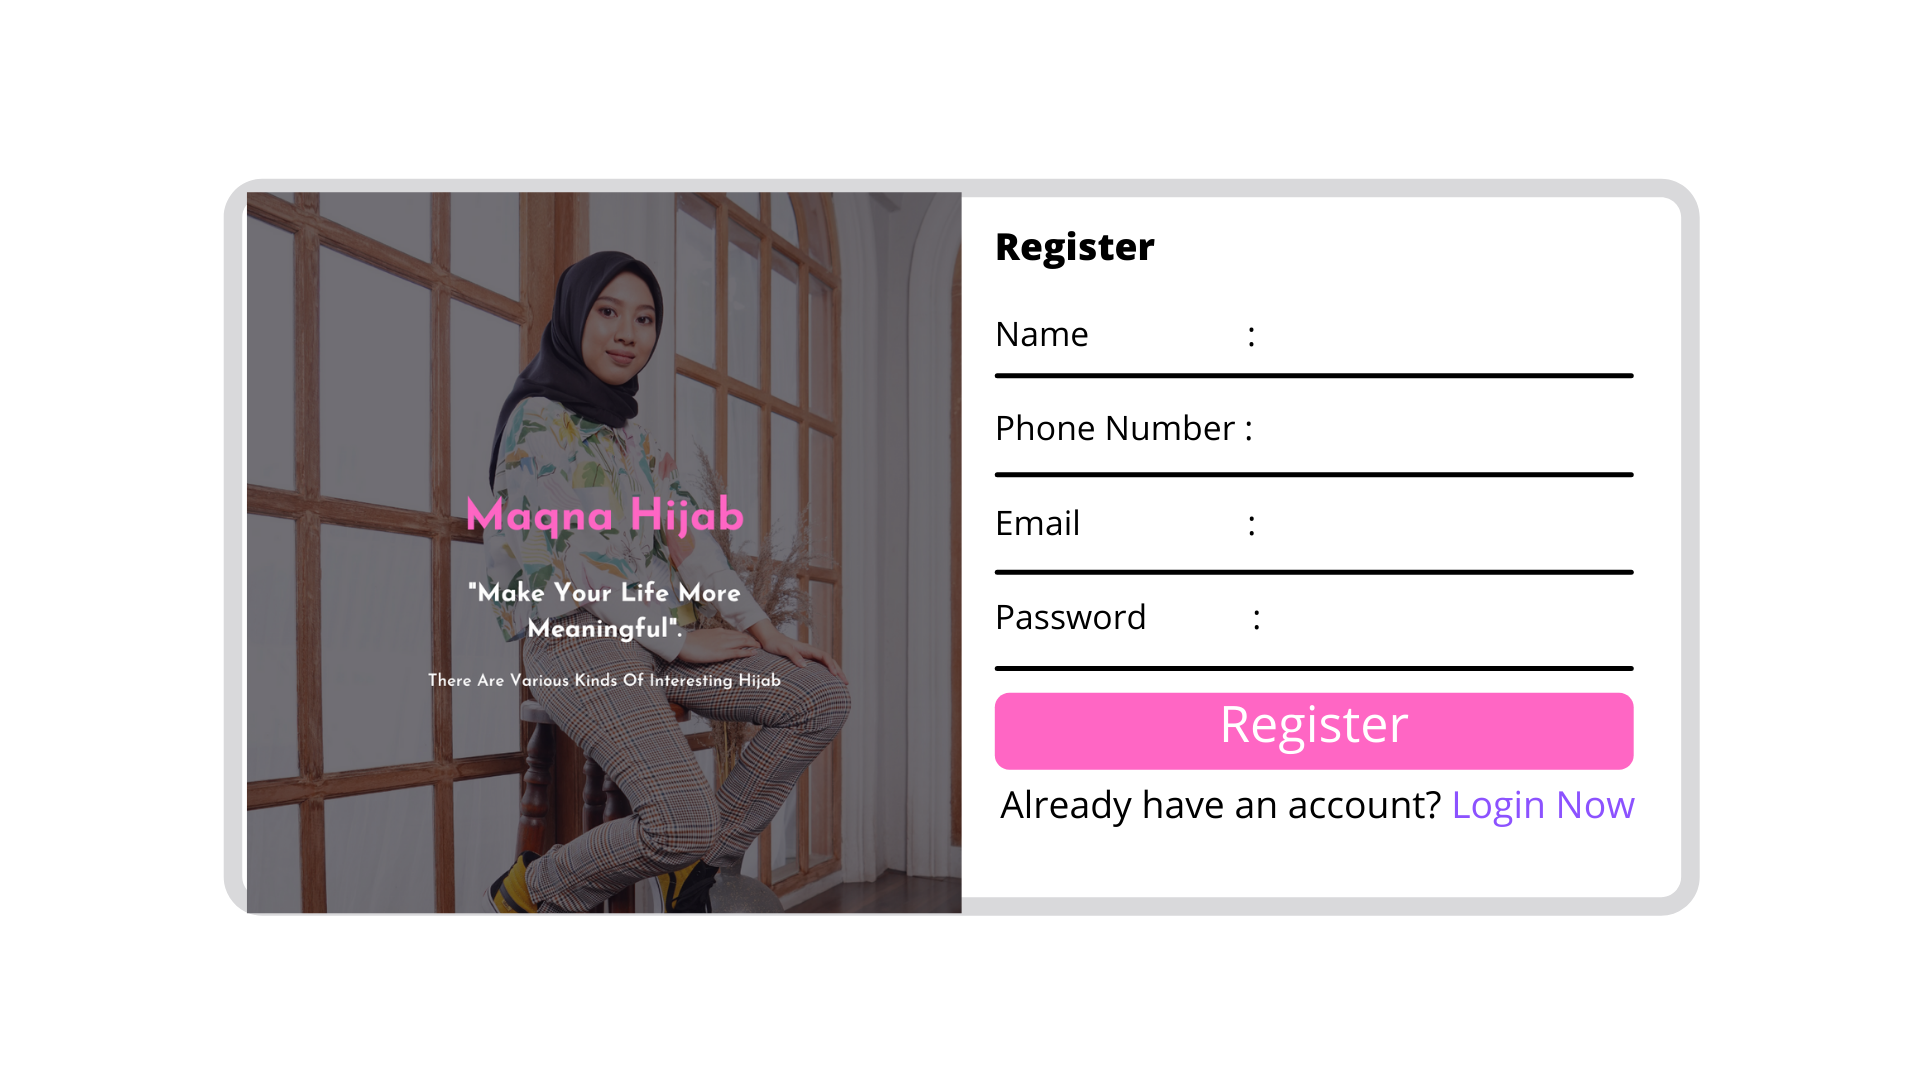 Maqna Hijab
"Make Your Life More
Meaningful".
There Are Various Kinds Of Interesting Hijab
Register
Name :
Phone Number :
Email :
Password :
Register
Already have an account? Login Now